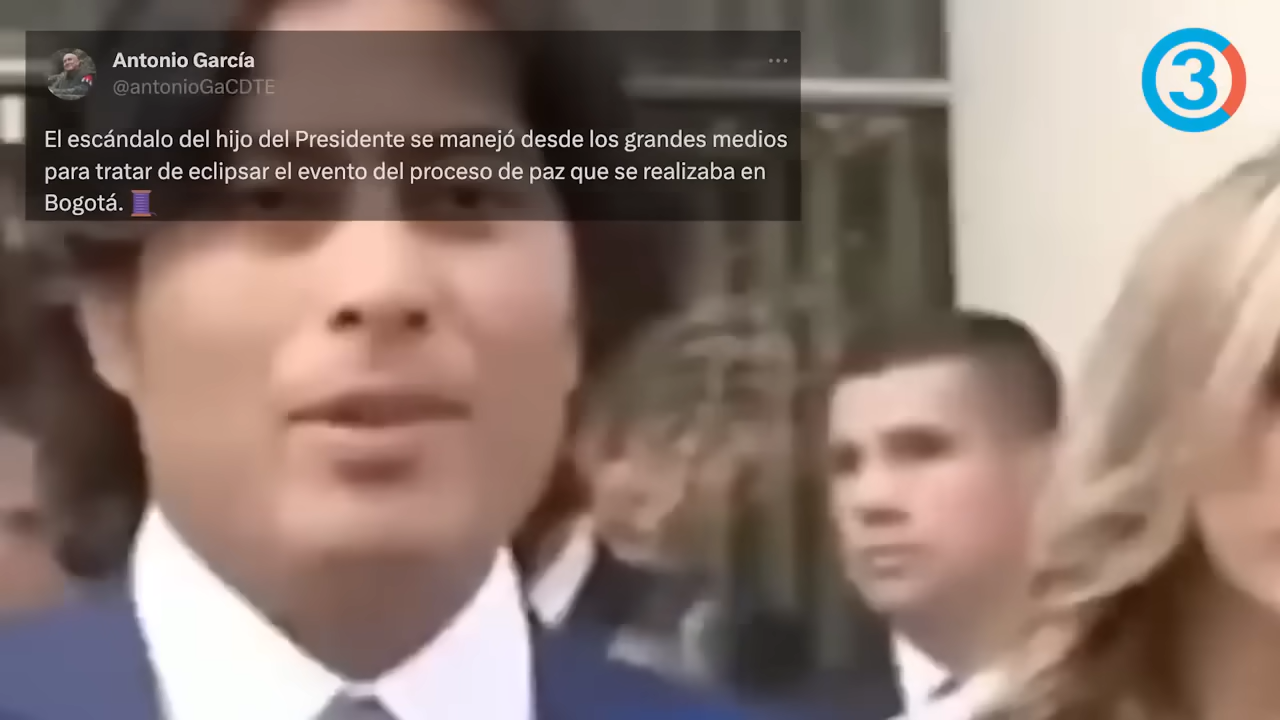 Antonio García
@antonioGaCDTE
El escándalo del hijo del Presidente se manejó desde los grandes medios
para tratar de eclipsar el evento del proceso de paz que se realizaba en
Bogotá. 🧵
3